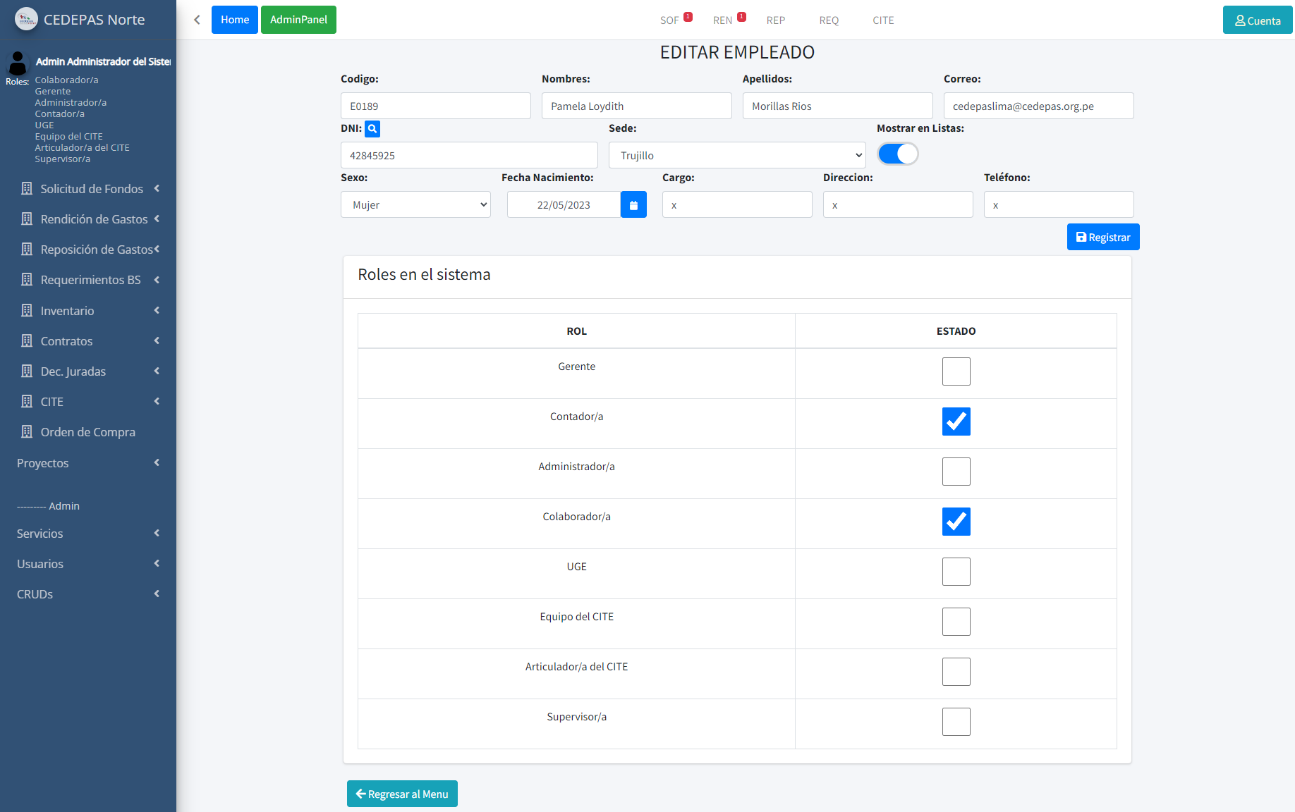 CEDEPAS Norte
Home
AdminPanel
SOF 1
REN 1
REP
REQ
CITE
Cuenta
Admin Administrador del Sister
Roles:
Colaborador/a
Gerente
Administrador/a
Contador/a
UGE
Equipo del CITE
Articulador/a del CITE
Supervisor/a
Solicitud de Fondos
Rendición de Gastos
Reposición de Gastos
Requerimientos BS
Inventario
Contratos
Dec. Juradas
CITE
Orden de Compra
Proyectos
--------- Admin
Servicios
Usuarios
CRUDs
EDITAR EMPLEADO
Codigo: Nombres: Apellidos: Correo:
E0189 Pamela Loydith Morillas Rios cedepaslima@cedepas.org.pe
DNI: Sede: Mostrar en Listas:
42845925 Trujillo
Sexo: Fecha Nacimiento: Cargo: Direccion: Teléfono:
Mujer 22/05/2023 x x x
Registrar
Roles en el sistema
ROL ESTADO
Gerente
Contador/a
Administrador/a
Colaborador/a
UGE
Equipo del CITE
Articulador/a del CITE
Supervisor/a
Regresar al Menu